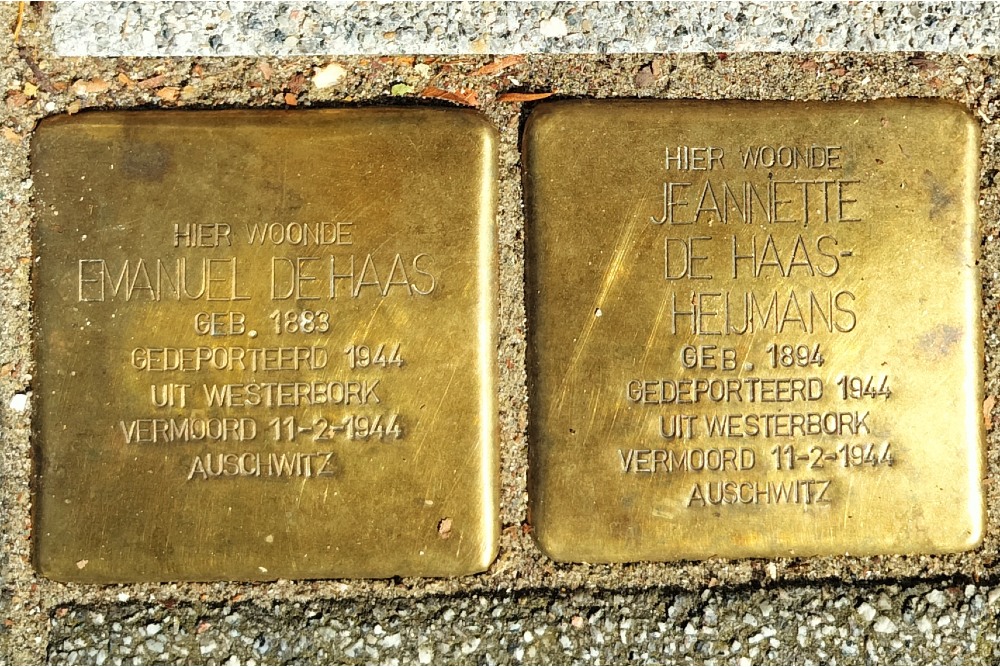 HIER WOONDE
EMANUEL DE HAAS
GEB. 1883
GEDEPORTEERD 1944
UIT WESTERBORK
VERMOORD 11-2-1944
AUSCHWITZ
HIER WOONDE
JEANNETTE
DE HAAS-
HEIJMANS
GEB. 1894
GEDEPORTEERD 1944
UIT WESTERBORK
VERMOORD 11-2-1944
AUSCHWITZ